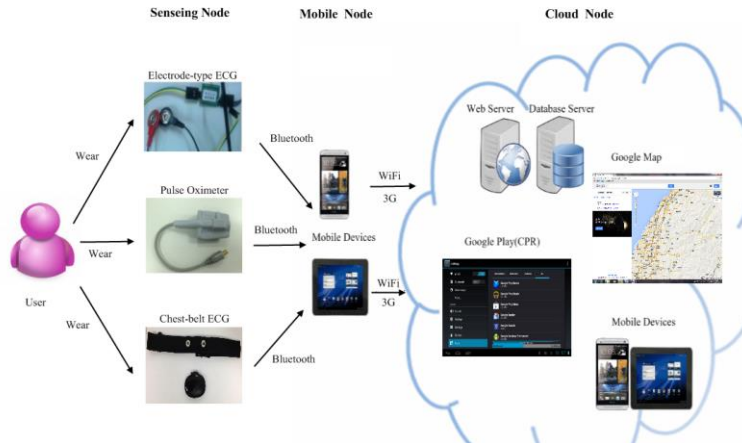 Senseing Node
Mobile Node
Cloud Node
Electrode-type ECG
Web Server
Database Server
Bluetooth
Wear
WiFi
3G
Google Map
Pulse Oximeter
Bluetooth
Mobile Devices
Google Play(CPR)
Wear
WiFi
3G
User
Wear
Chest-belt ECG
Bluetooth
Mobile Devices